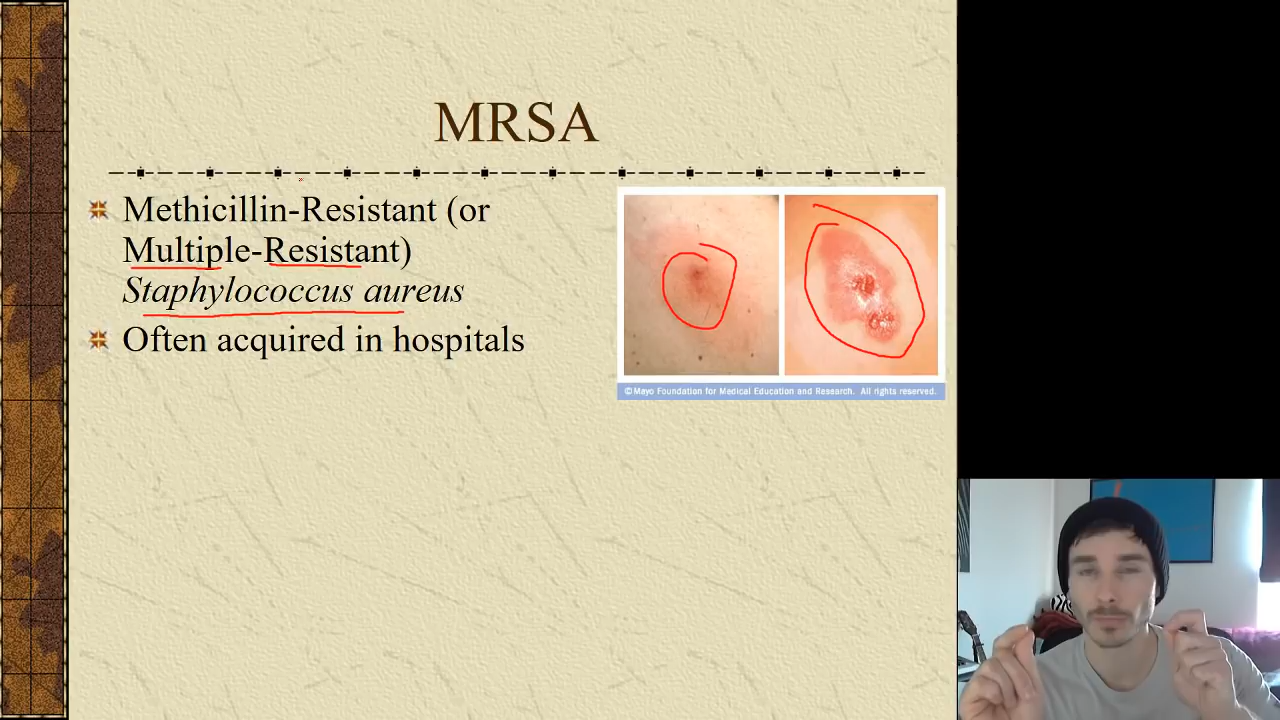 MRSA
Methicillin-Resistant (or
Multiple-Resistant)
Staphylococcus aureus
Often acquired in hospitals
©Mayo Foundation for Medical Education and Research. All rights reserved.